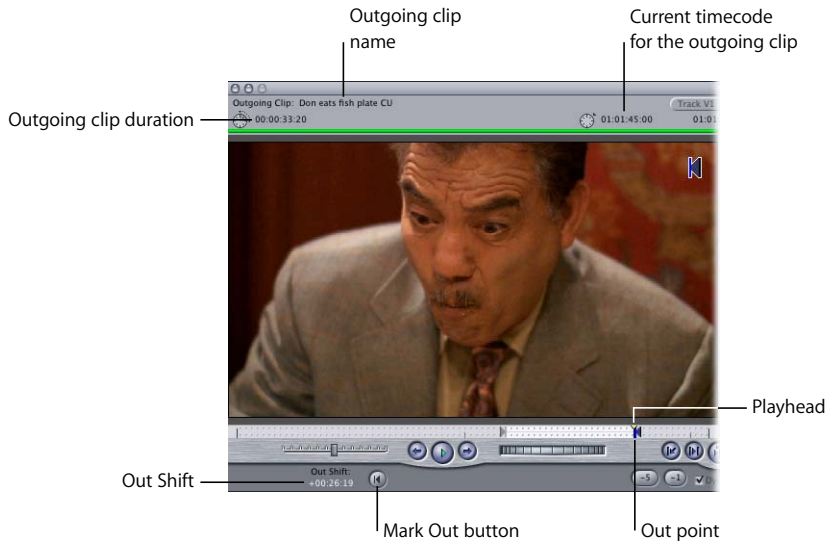 Outgoing clip
name
Current timecode
for the outgoing clip
Outgoing Clip: Don eats fish plate CU
Track V1
Outgoing clip duration
00:00:33:20
01:01:45:00
01:01
Playhead
Out Shift
Out Shift:
+00:26:19
-5
-1
Mark Out button
Out point